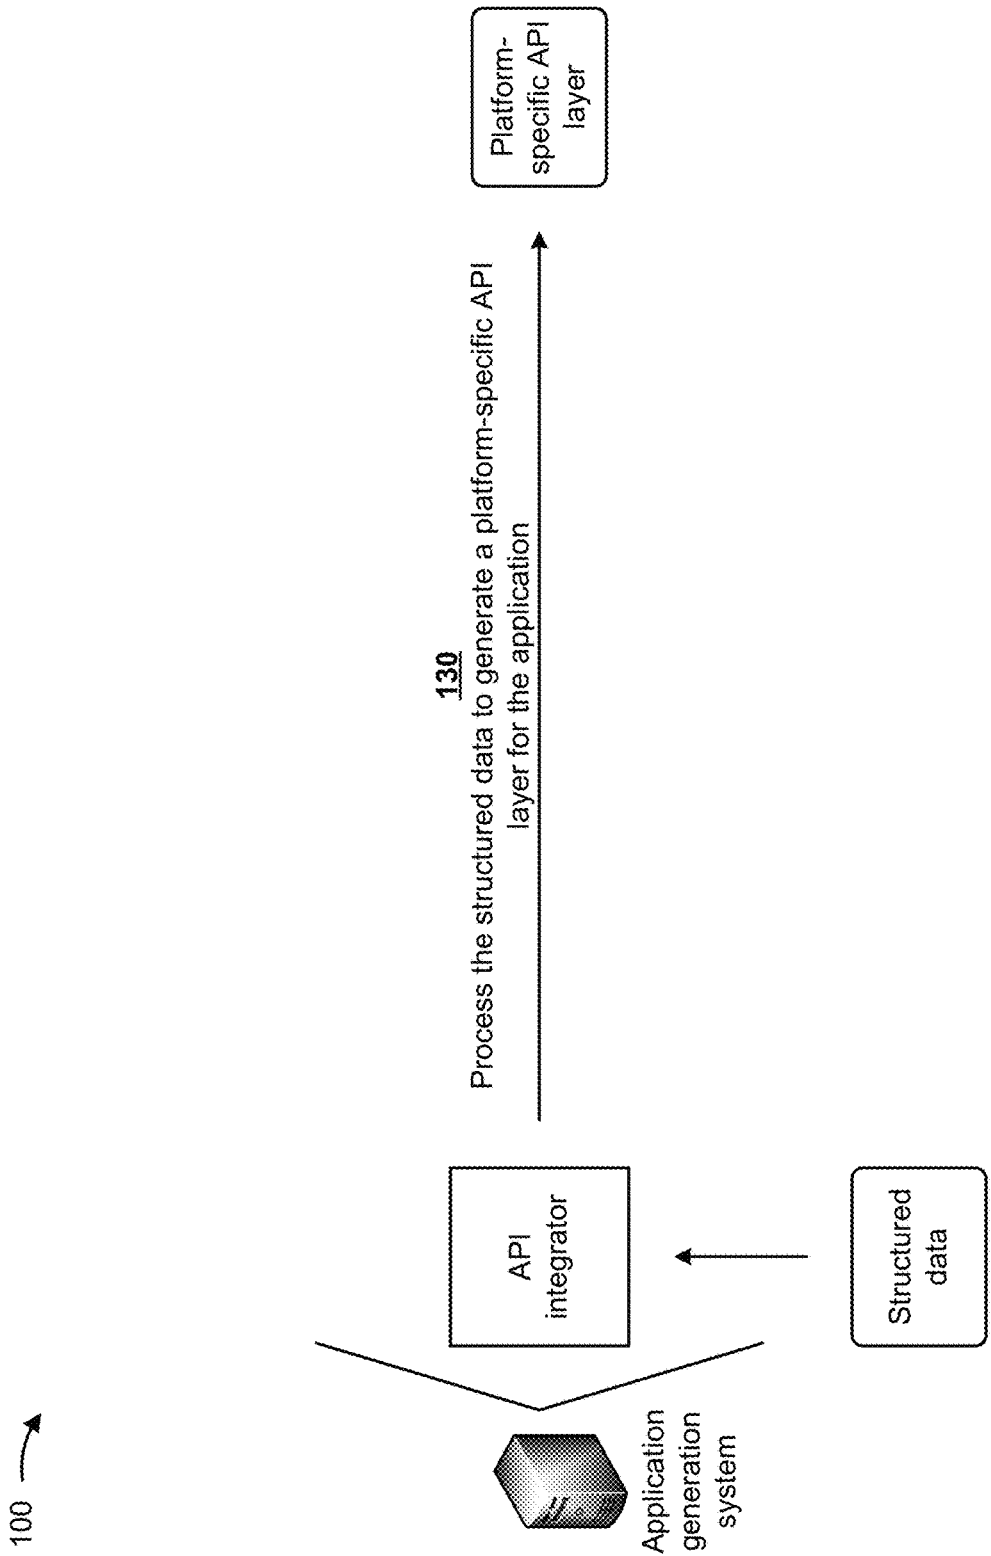 100
Application
generation
system
API
integrator
Structured
data
130
Process the structured data to generate a platform-specific API
layer for the application
Platform-
specific API
layer